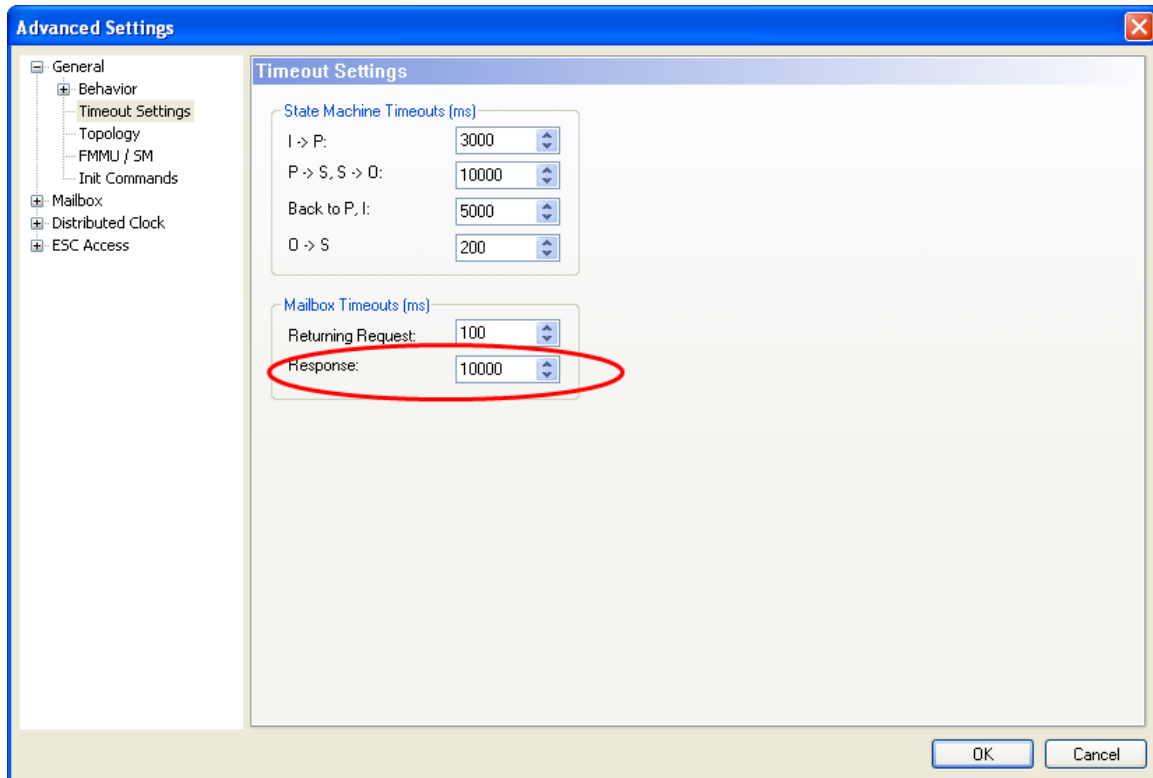 Advanced Settings
General
Behavior
Timeout Settings
Topology
FMMU / SM
Init Commands
Mailbox
Distributed Clock
ESC Access
Timeout Settings
State Machine Timeouts (ms)
I -> P: 3000
P -> S, S -> O: 10000
Back to P, I: 5000
O -> S 200
Mailbox Timeouts (ms)
Returning Request: 100
Response: 10000
OK Cancel